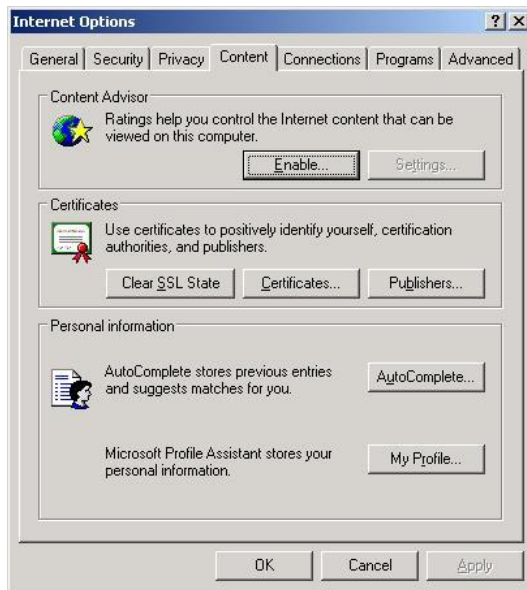 Internet Options
General Security Privacy Content Connections Programs Advanced
Content Advisor
Ratings help you control the Internet content that can be
viewed on this computer.
Enable... Settings...
Certificates
Use certificates to positively identify yourself, certification
authorities, and publishers.
Clear SSL State Certificates... Publishers...
Personal information
AutoComplete stores previous entries
and suggests matches for you.
AutoComplete...
Microsoft Profile Assistant stores your
personal information.
My Profile...
OK Cancel Apply